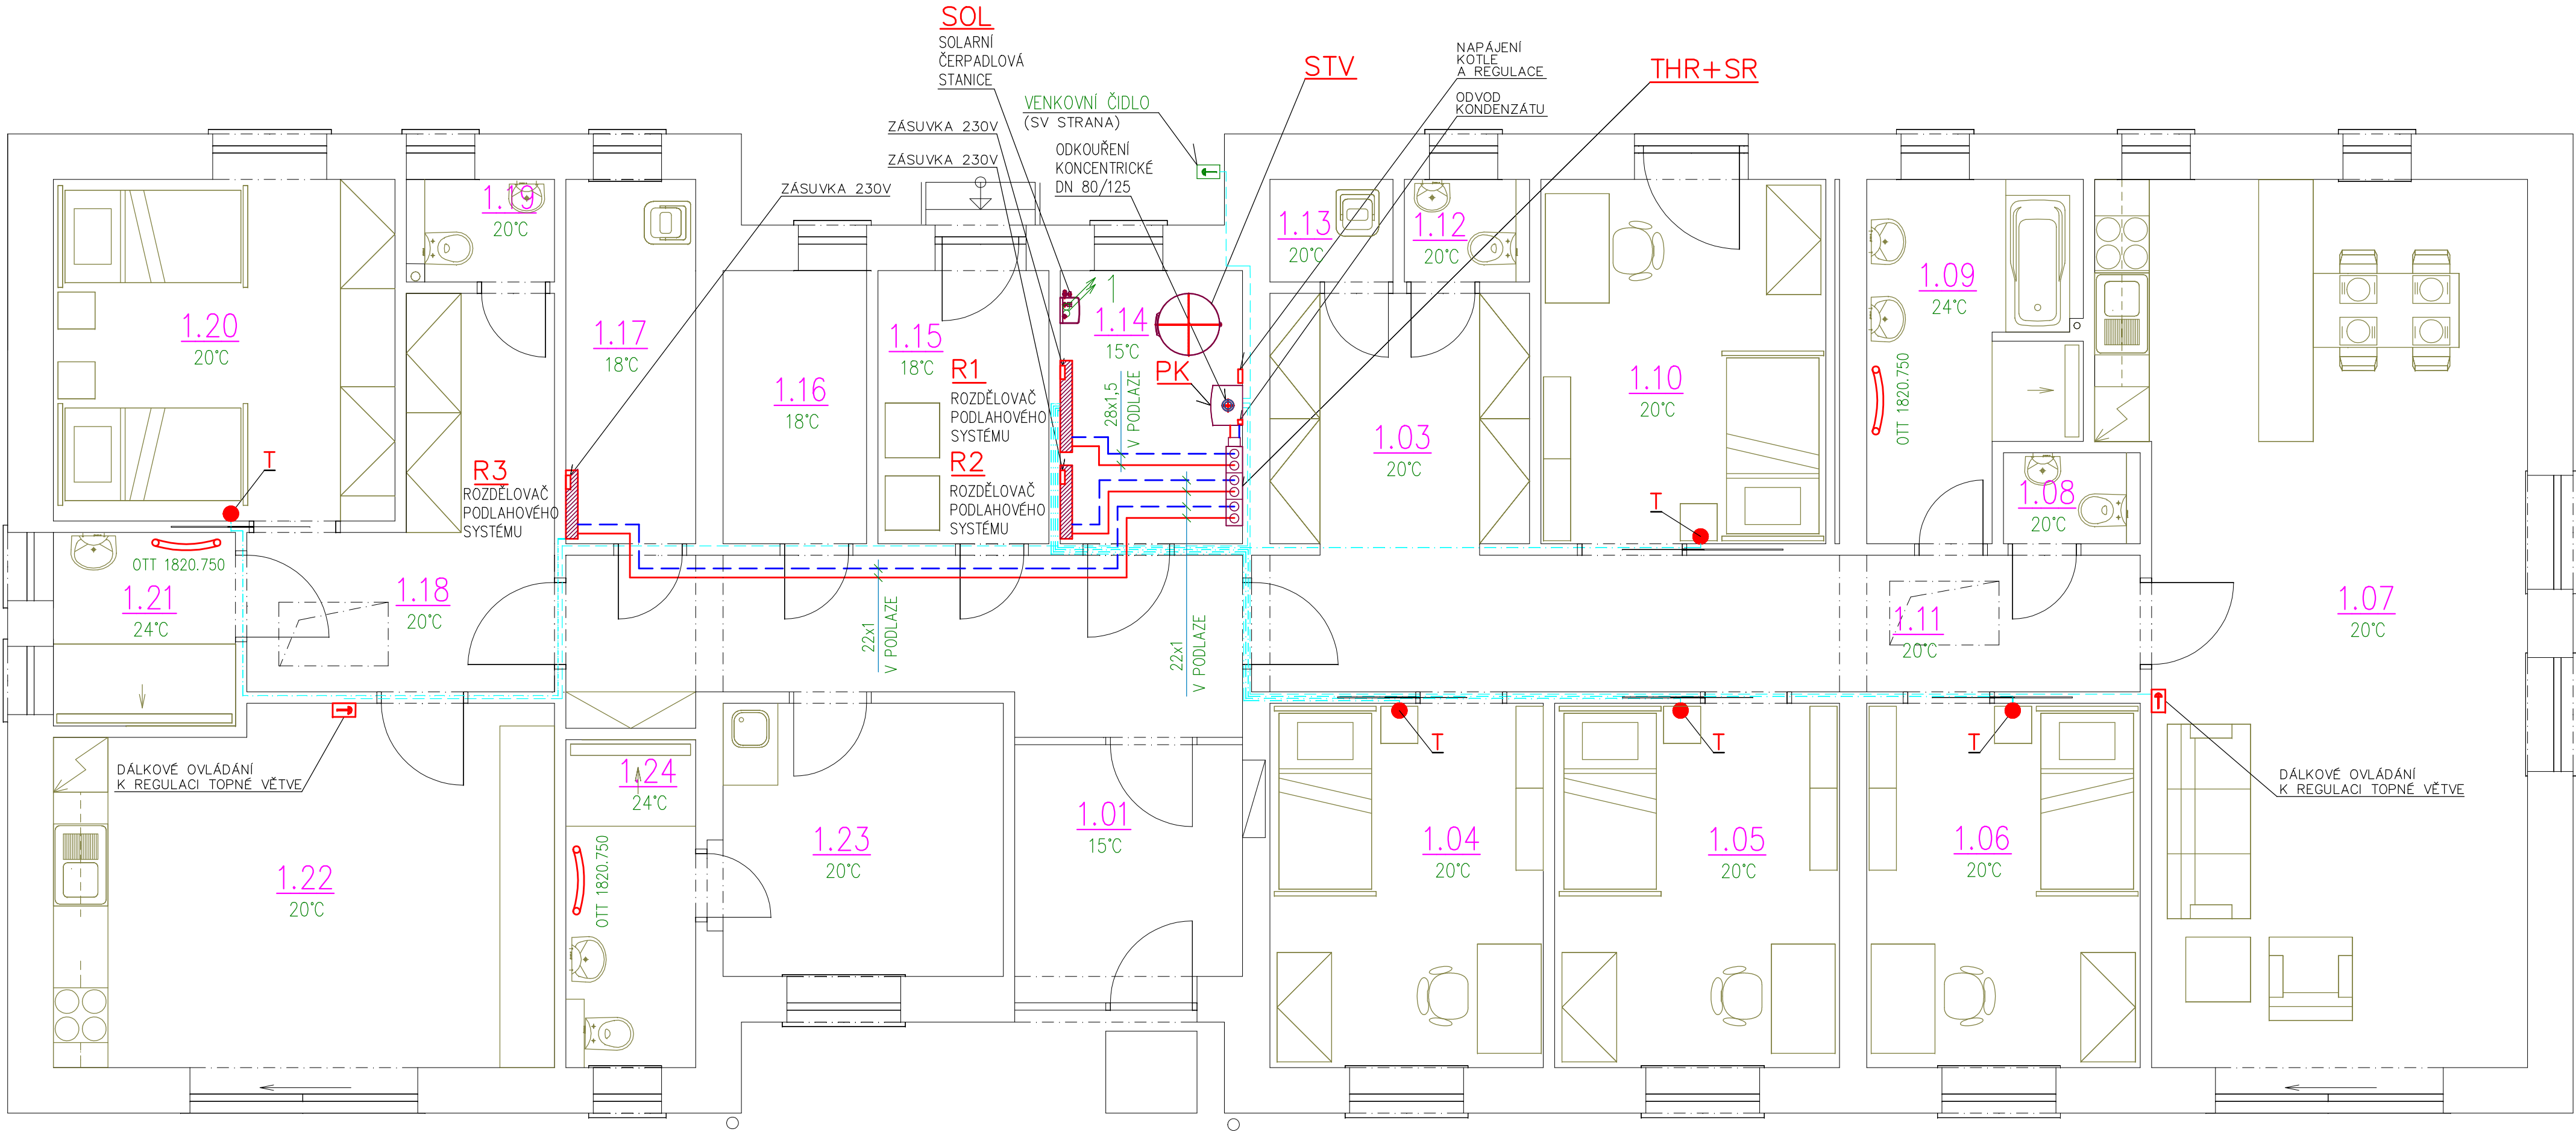 SOL
SOLARNÍ
ČERPADLOVÁ
STANICE
STV
NAPÁJENÍ
KOTLE
A REGULACE
THR+SR
ODVOD
KONDENZÁTU
VENKOVNÍ ČIDLO
(SV STRANA)
ZÁSUVKA 230V
ZÁSUVKA 230V
ZÁSUVKA 230V
ODKOUŘENÍ
KONCENTRICKÉ
DN 80/125
1.19
20°C
1.13
20°C
1.12
20°C
1.09
24°C
OTT 1820.750
1.20
20°C
1.17
18°C
1.15
18°C
1
1.14
15°C
PK
1.16
18°C
R1
ROZDĚLOVAČ
PODLAHOVÉHO
SYSTÉMU
28x1,5
V PODLAZE
1.03
20°C
1.10
20°C
T
R3
ROZDĚLOVAČ
PODLAHOVÉHO
SYSTÉMU
R2
ROZDĚLOVAČ
PODLAHOVÉHO
SYSTÉMU
T
1.08
20°C
OTT 1820.750
1.21
24°C
1.18
20°C
22x1
V PODLAZE
22x1
V PODLAZE
1.11
20°C
1.07
20°C
T
T
T
DÁLKOVÉ OVLÁDÁNÍ
K REGULACI TOPNÉ VĚTVE
1.24
24°C
OTT 1820.750
DÁLKOVÉ OVLÁDÁNÍ
K REGULACI TOPNÉ VĚTVE
1.22
20°C
1.23
20°C
1.01
15°C
1.04
20°C
1.05
20°C
1.06
20°C